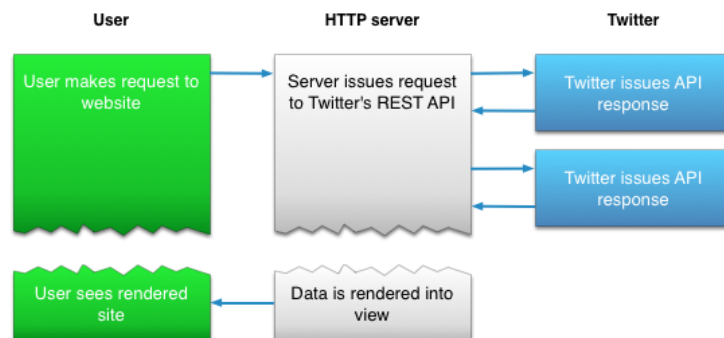 User
HTTP server
Twitter
User makes request to
website
Server issues request
to Twitter's REST API
Twitter issues API
response
Twitter issues API
response
User sees rendered
site
Data is rendered into
view